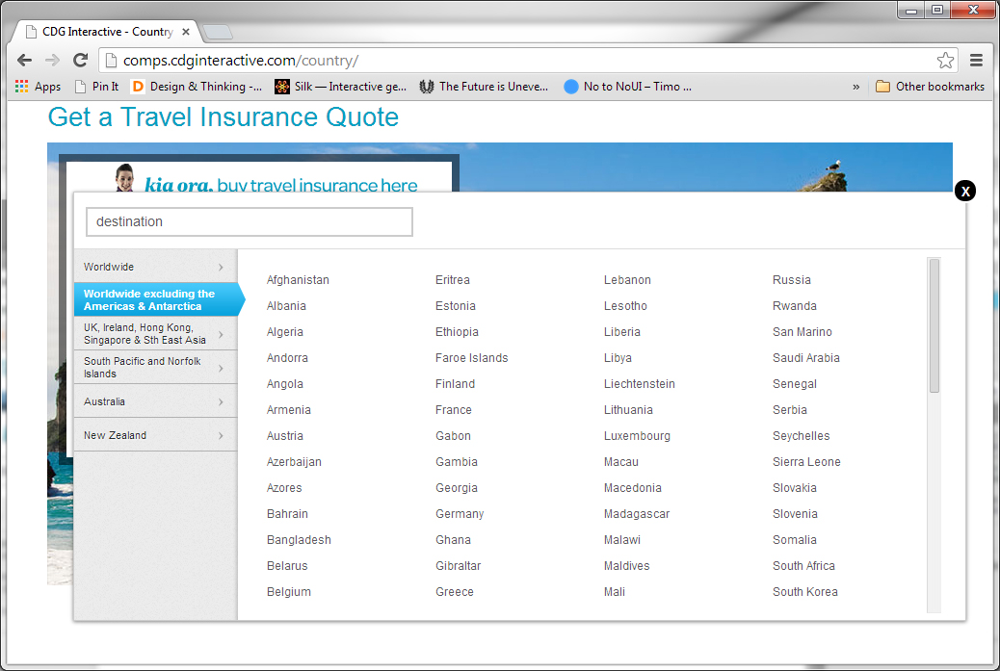 CDG Interactive - Country
comps.cdginteractive.com/country/
Apps Pin It Design & Thinking -... Silk — Interactive ge... The Future is Uneve... No to NoUI – Timo ... » Other bookmarks
Get a Travel Insurance Quote
kia ora, buy travel insurance here
X
destination
Worldwide
Worldwide excluding the
Americas & Antarctica
UK, Ireland, Hong Kong,
Singapore & Sth East Asia
South Pacific and Norfolk
Islands
Australia
New Zealand
Afghanistan Eritrea Lebanon Russia
Albania Estonia Lesotho Rwanda
Algeria Ethiopia Liberia San Marino
Andorra Faroe Islands Libya Saudi Arabia
Angola Finland Liechtenstein Senegal
Armenia France Lithuania Serbia
Austria Gabon Luxembourg Seychelles
Azerbaijan Gambia Macau Sierra Leone
Azores Georgia Macedonia Slovakia
Bahrain Germany Madagascar Slovenia
Bangladesh Ghana Malawi Somalia
Belarus Gibraltar Maldives South Africa
Belgium Greece Mali South Korea